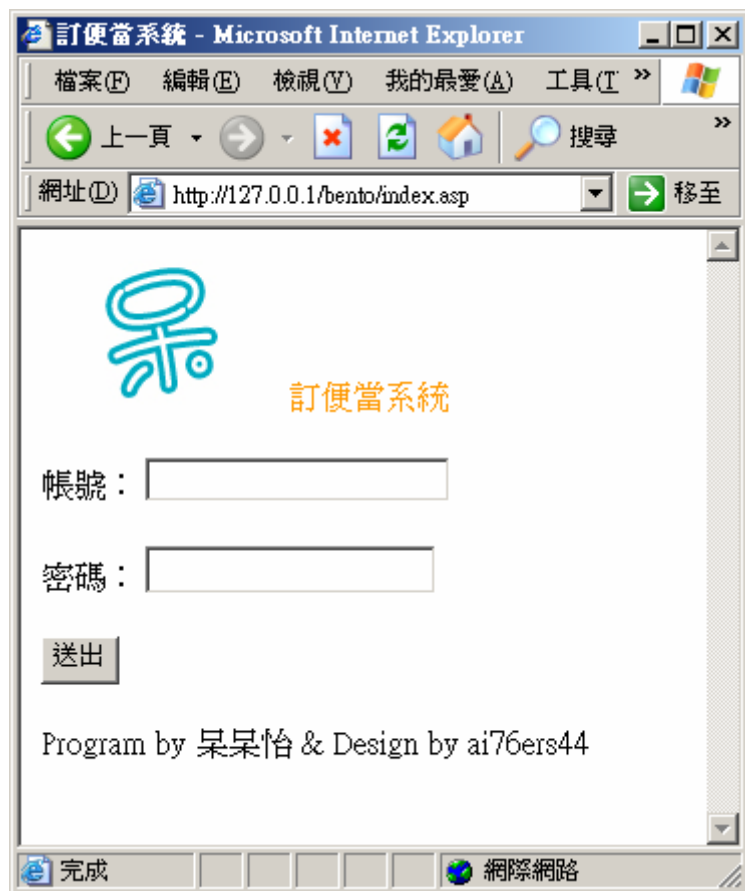 訂便當系統 - Microsoft Internet Explorer
檔案(F) 編輯(E) 檢視(V) 我的最愛(A) 工具(T »
上一頁 搜尋 »
網址(D) http://127.0.0.1/bento/index.asp 移至
呆
訂便當系統
帳號：
密碼：
送出
Program by 呆呆怡 & Design by ai76ers44
完成 網際網路